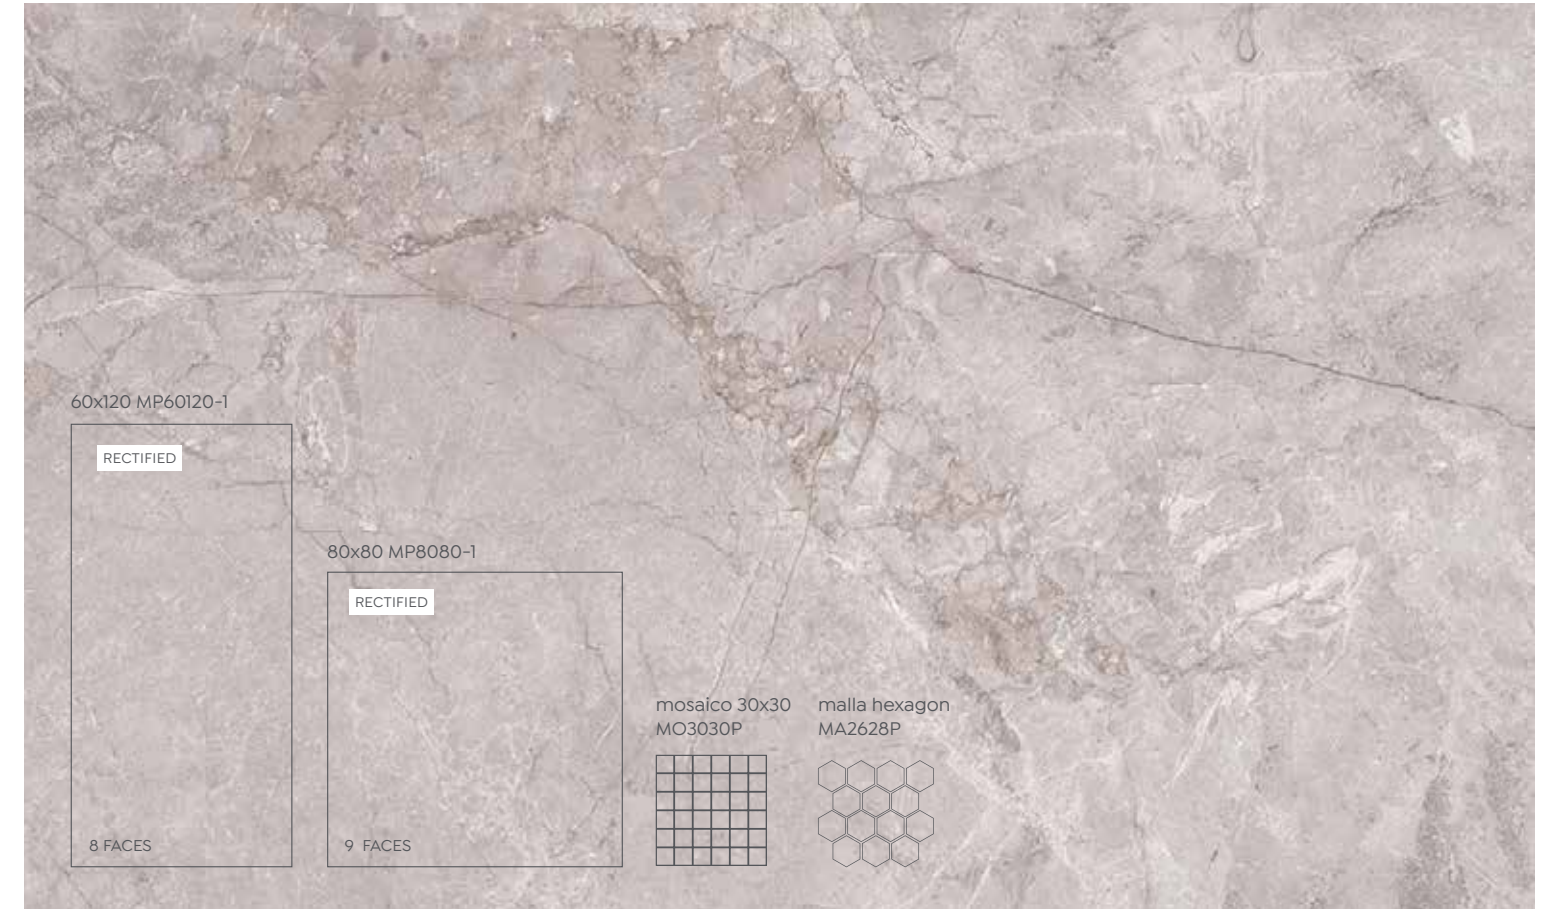 60x120 MP60120-1
RECTIFIED
8 FACES
80x80 MP8080-1
RECTIFIED
9 FACES
mosaico 30x30
MO3030P
malla hexagon
MA2628P